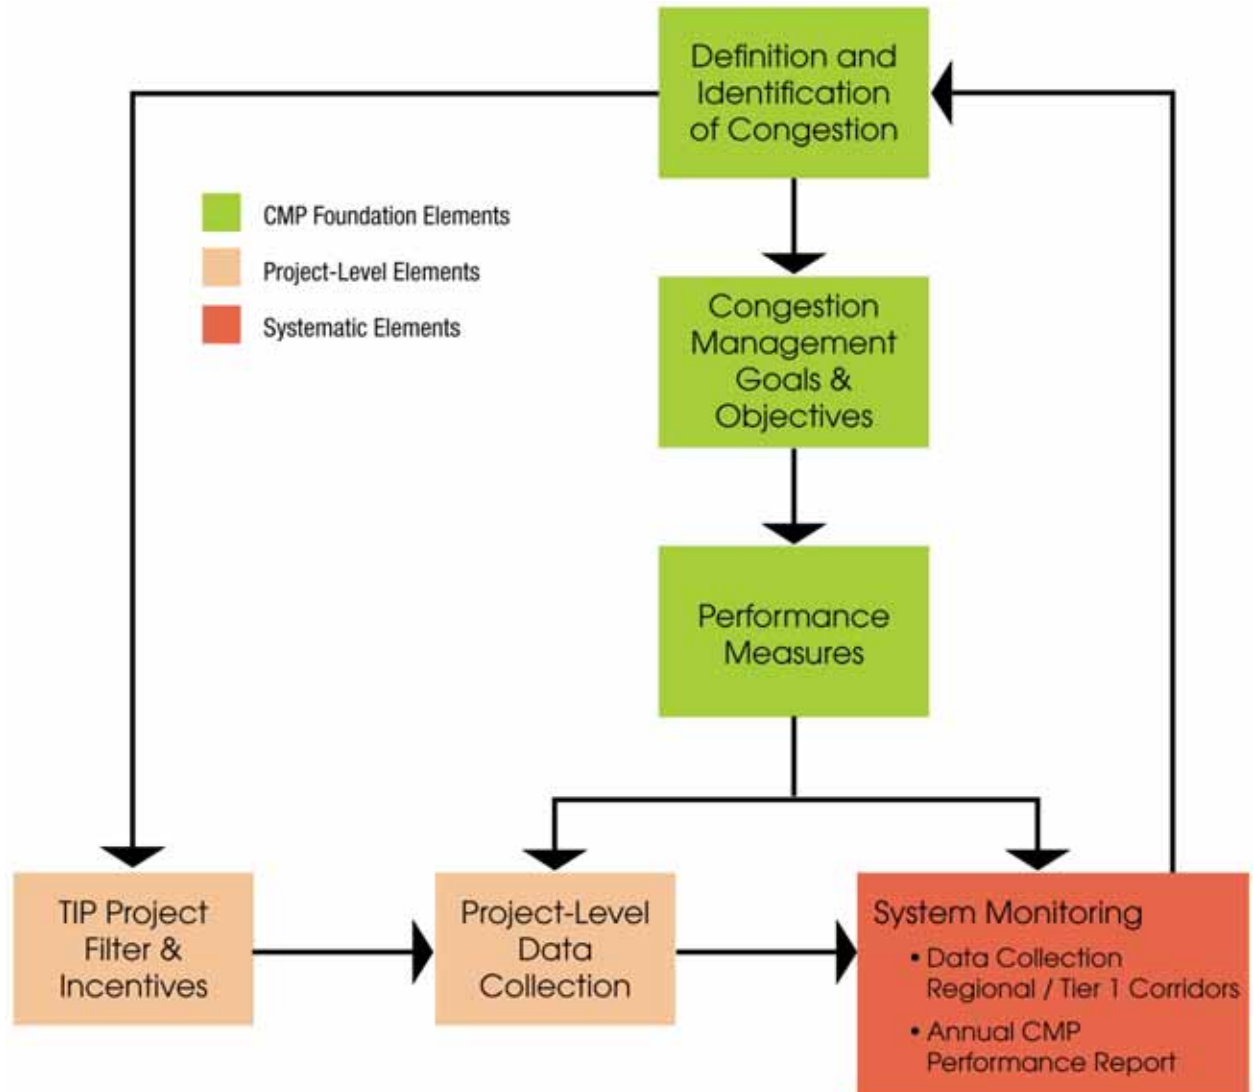 Definition and
Identification
of Congestion
CMP Foundation Elements
Project-Level Elements
Systematic Elements
Congestion
Management
Goals &
Objectives
Performance
Measures
TIP Project
Filter &
Incentives
Project-Level
Data
Collection
System Monitoring
• Data Collection
Regional / Tier 1 Corridors
• Annual CMP
Performance Report